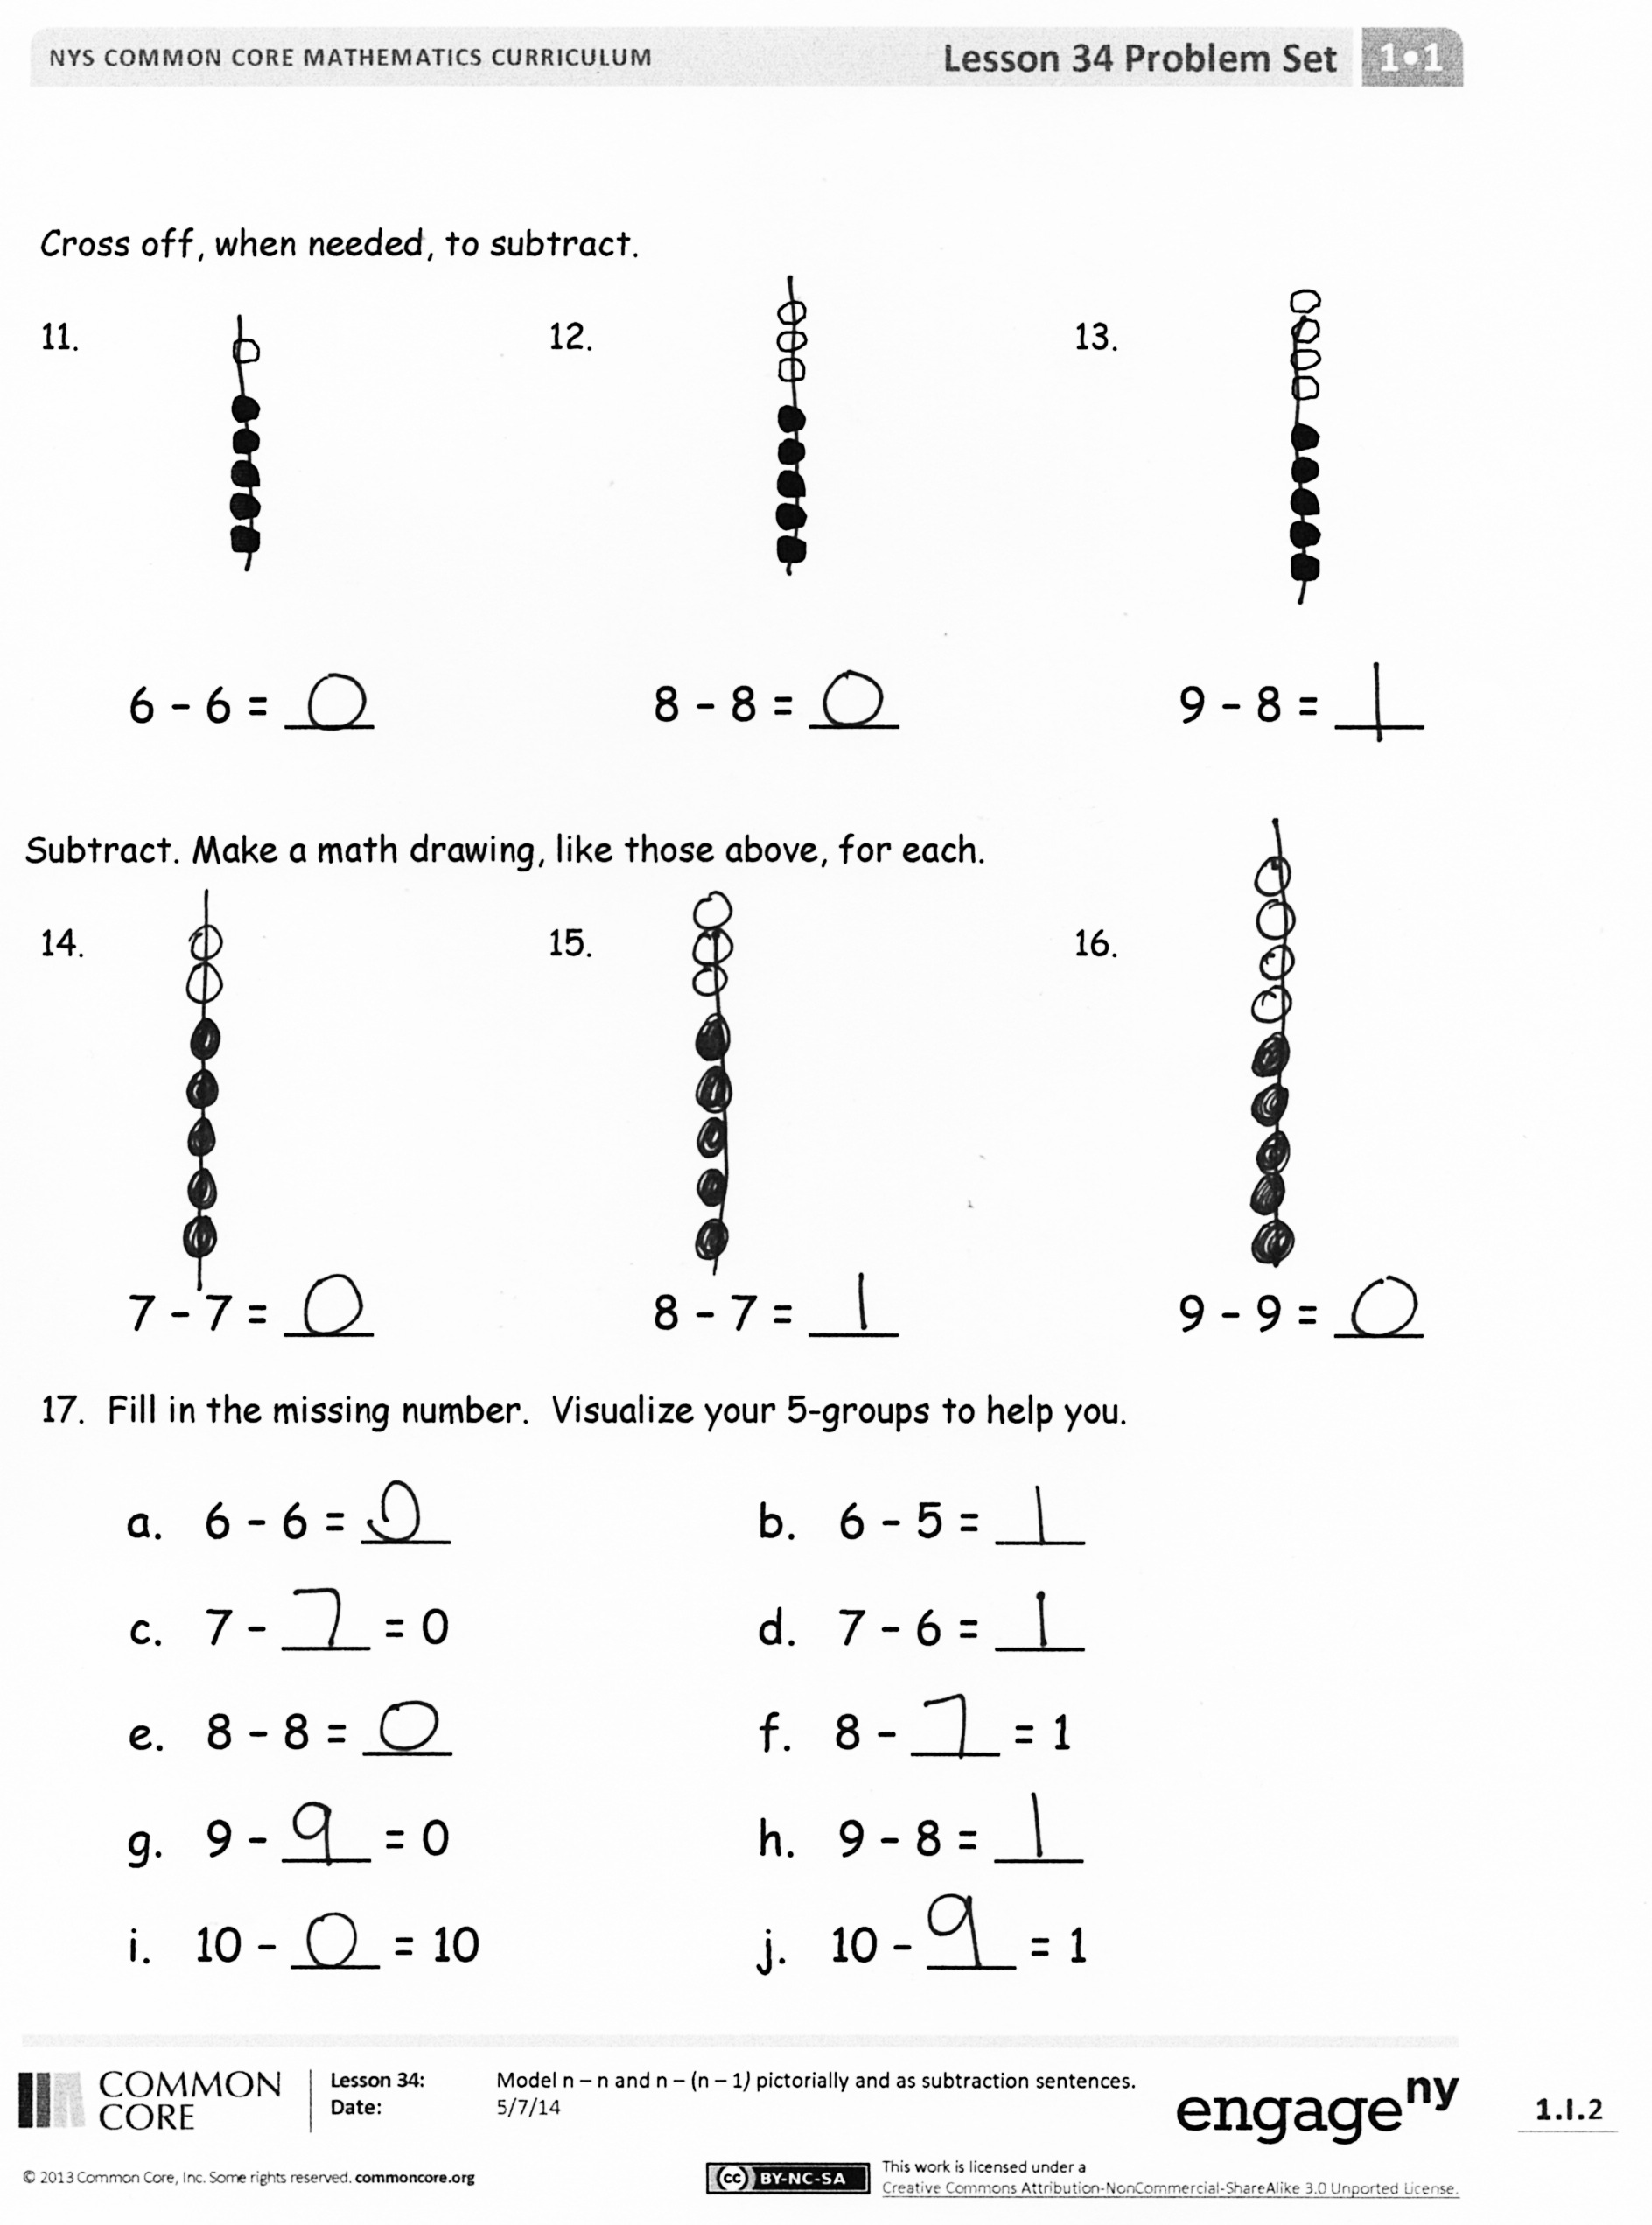 NYS COMMON CORE MATHEMATICS CURRICULUM Lesson 34 Problem Set 1•1
Cross off, when needed, to subtract.
11. 12. 13.
6 - 6 = 0 8 - 8 = 0 9 - 8 = 1
Subtract. Make a math drawing, like those above, for each.
14. 15. 16.
7 - 7 = 0 8 - 7 = 1 9 - 9 = 0
17. Fill in the missing number. Visualize your 5-groups to help you.
a. 6 - 6 = 0 b. 6 - 5 = 1
c. 7 - 7 = 0 d. 7 - 6 = 1
e. 8 - 8 = 0 f. 8 - 7 = 1
g. 9 - 9 = 0 h. 9 - 8 = 1
i. 10 - 0 = 10 j. 10 - 9 = 1
COMMON CORE
Lesson 34: Model n – n and n – (n – 1) pictorially and as subtraction sentences.
Date: 5/7/14
engageny 1.I.2
© 2013 Common Core, Inc. Some rights reserved. commoncore.org
cc BY-NC-SA
This work is licensed under a
Creative Commons Attribution-NonCommercial-ShareAlike 3.0 Unported License.